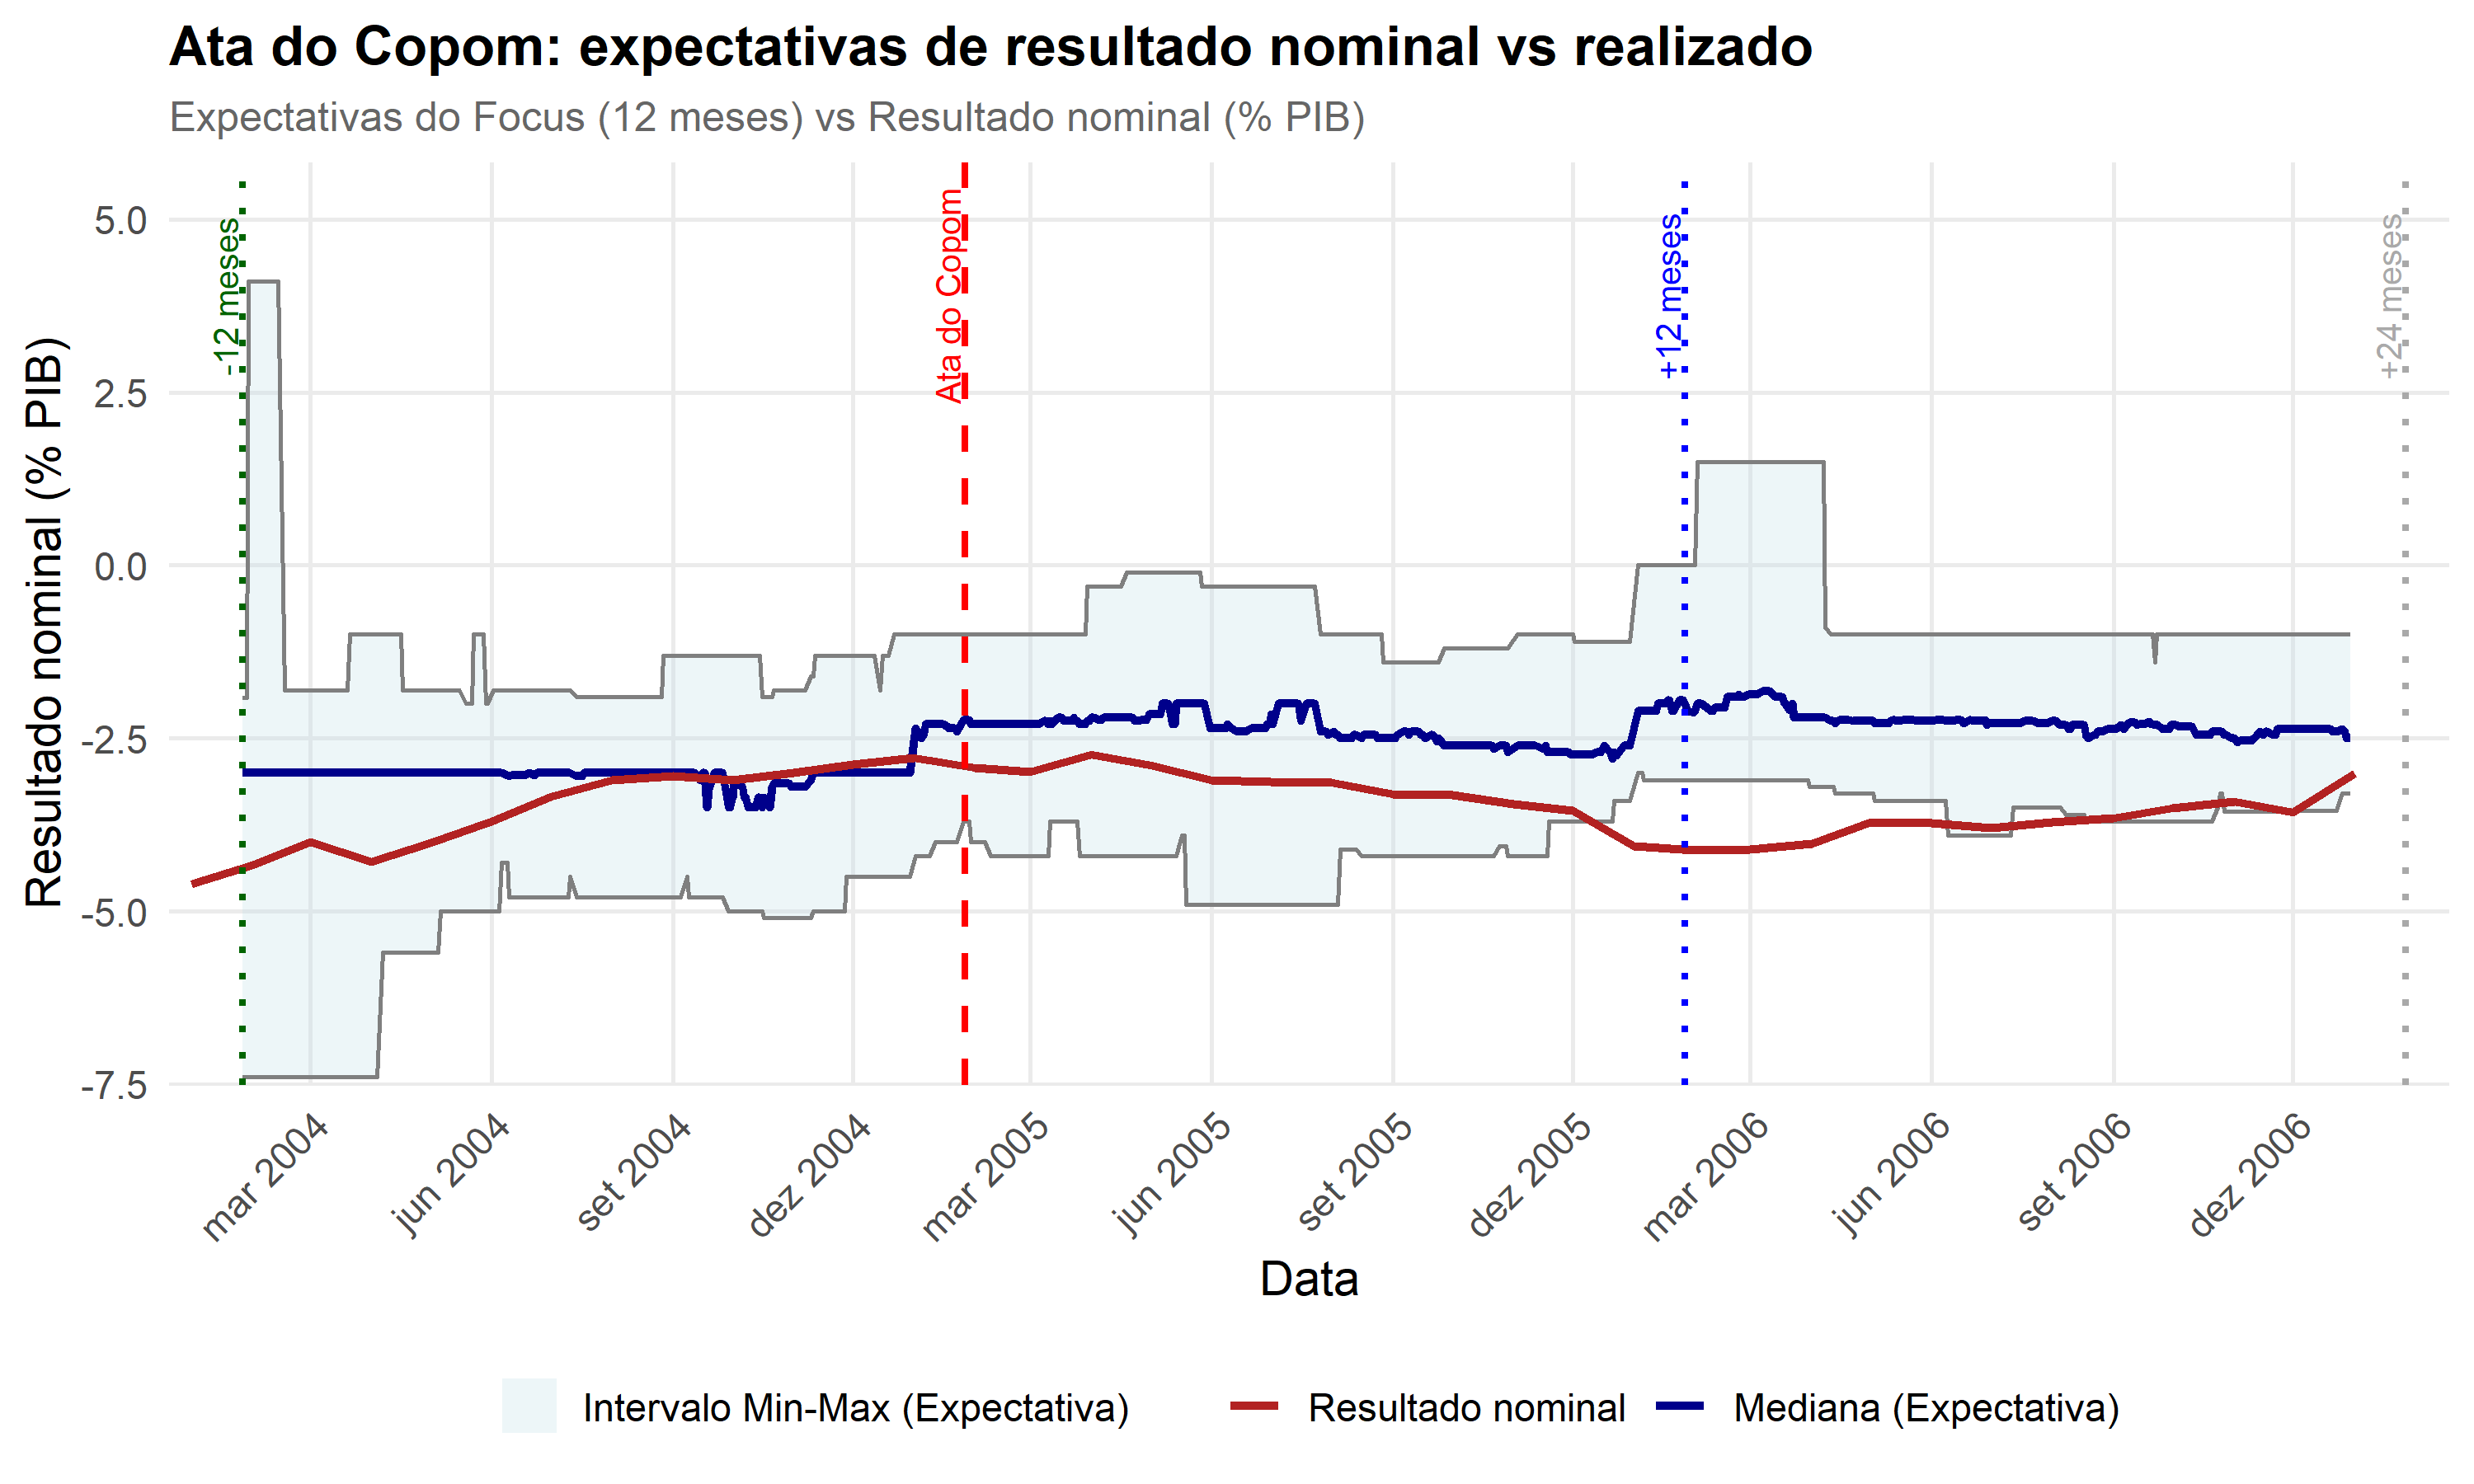 Ata do Copom: expectativas de resultado nominal vs realizado
Expectativas do Focus (12 meses) vs Resultado nominal (% PIB)
Resultado nominal (% PIB)
5.0
2.5
0.0
-2.5
-5.0
-7.5
-12 meses
Ata do Copom
+12 meses
+24 meses
mar 2004
jun 2004
set 2004
dez 2004
mar 2005
jun 2005
set 2005
dez 2005
mar 2006
jun 2006
set 2006
dez 2006
Data
Intervalo Min-Max (Expectativa)
Resultado nominal
Mediana (Expectativa)